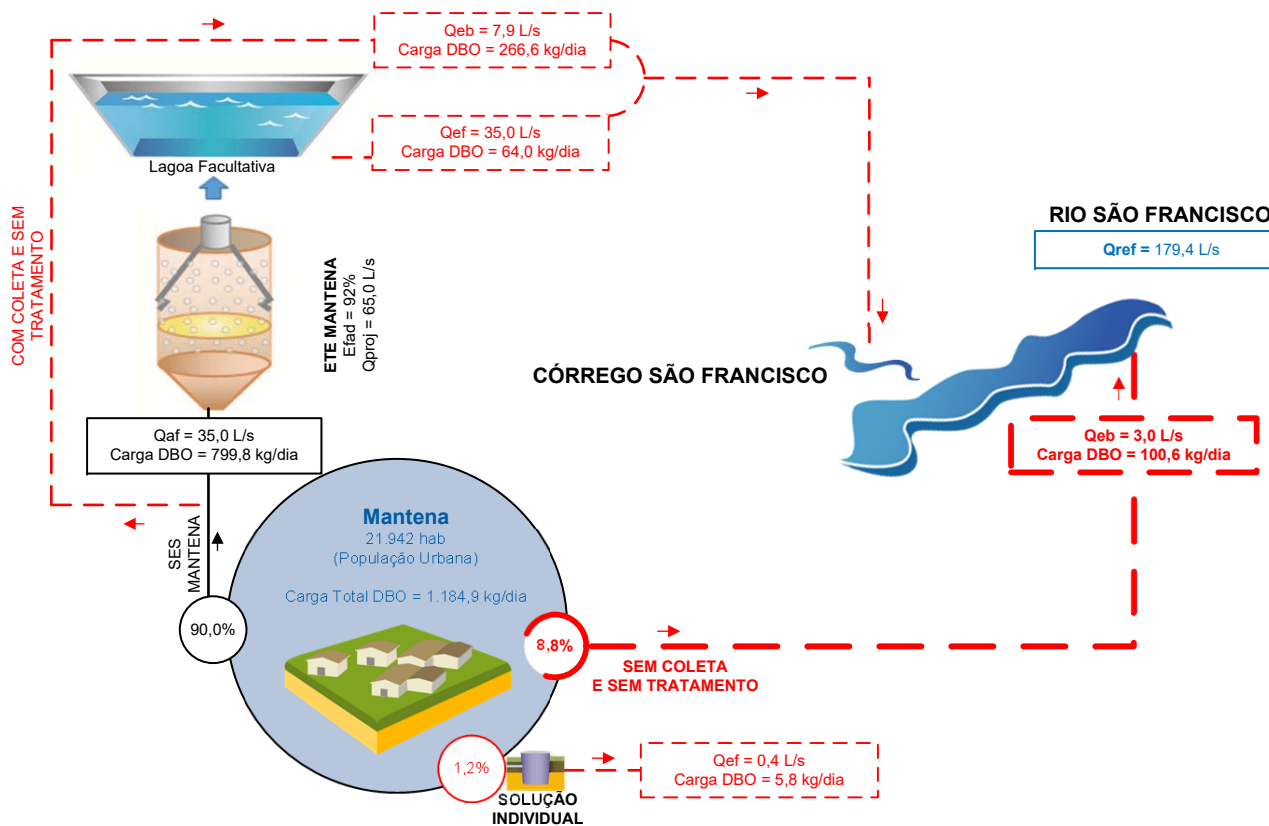 Qeb = 7,9 L/s
Carga DBO = 266,6 kg/dia
Qef = 35,0 L/s
Carga DBO = 64,0 kg/dia
Lagoa Facultativa
COM COLETA E SEM
TRATAMENTO
ETE MANTENA
Efad = 92%
Qproj = 65,0 L/s
RIO SÃO FRANCISCO
Qref = 179,4 L/s
CÓRREGO SÃO FRANCISCO
Qaf = 35,0 L/s
Carga DBO = 799,8 kg/dia
Qeb = 3,0 L/s
Carga DBO = 100,6 kg/dia
SES
MANTENA
Mantena
21.942 hab
(População Urbana)
Carga Total DBO = 1.184,9 kg/dia
90,0%
8,8%
SEM COLETA
E SEM TRATAMENTO
1,2%
SOLUÇÃO
INDIVIDUAL
Qef = 0,4 L/s
Carga DBO = 5,8 kg/dia